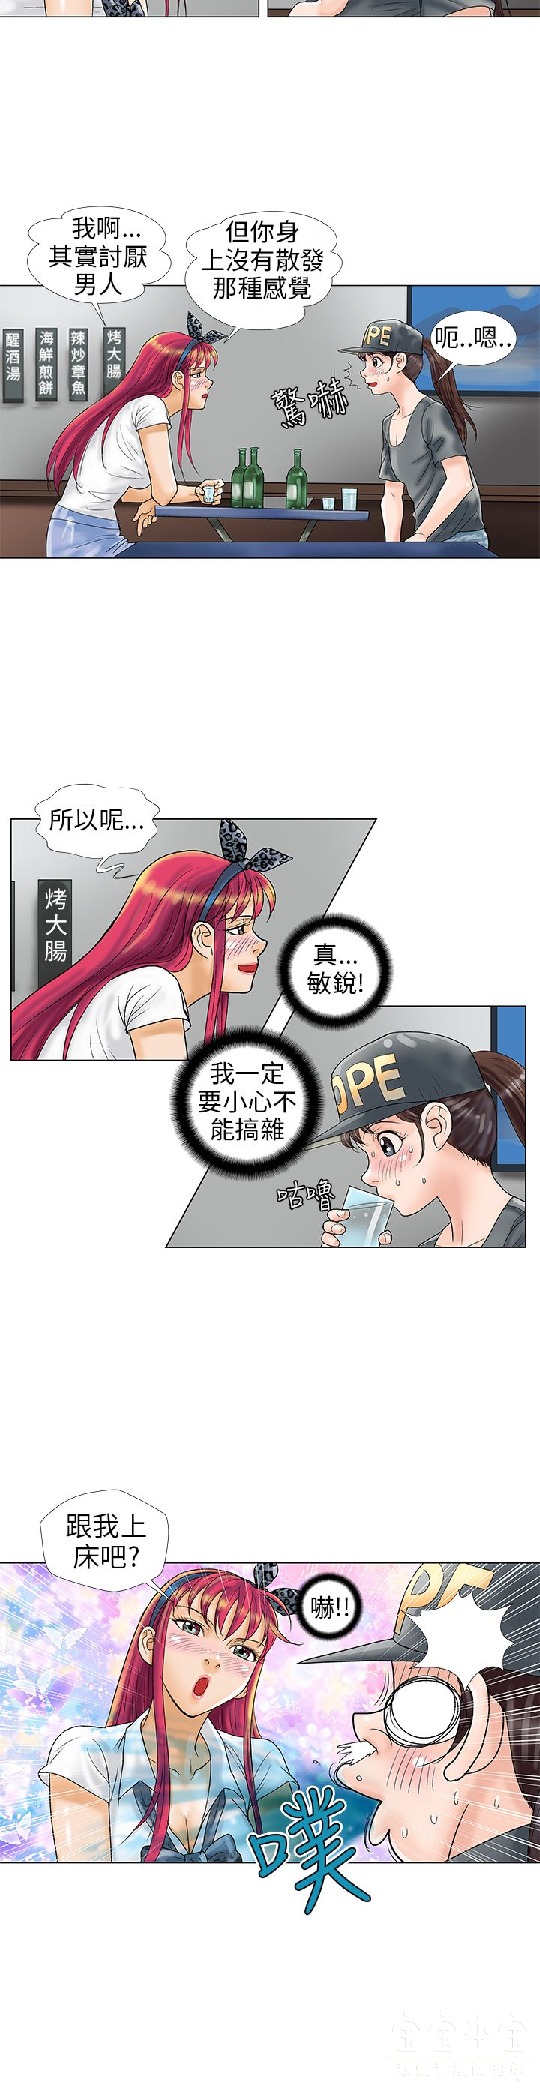 我啊...
其實討厭
男人
但你身
上沒有散發
那種感覺
呃..嗯..
OPE
烤大腸
辣炒章魚
海鮮煎餅
醒酒湯
驚嚇
所以呢...
烤大腸
真...
敏銳!
我一定
要小心不
能搞雜
OPE
咕嚕
跟我上
床吧?
嚇!!
噗